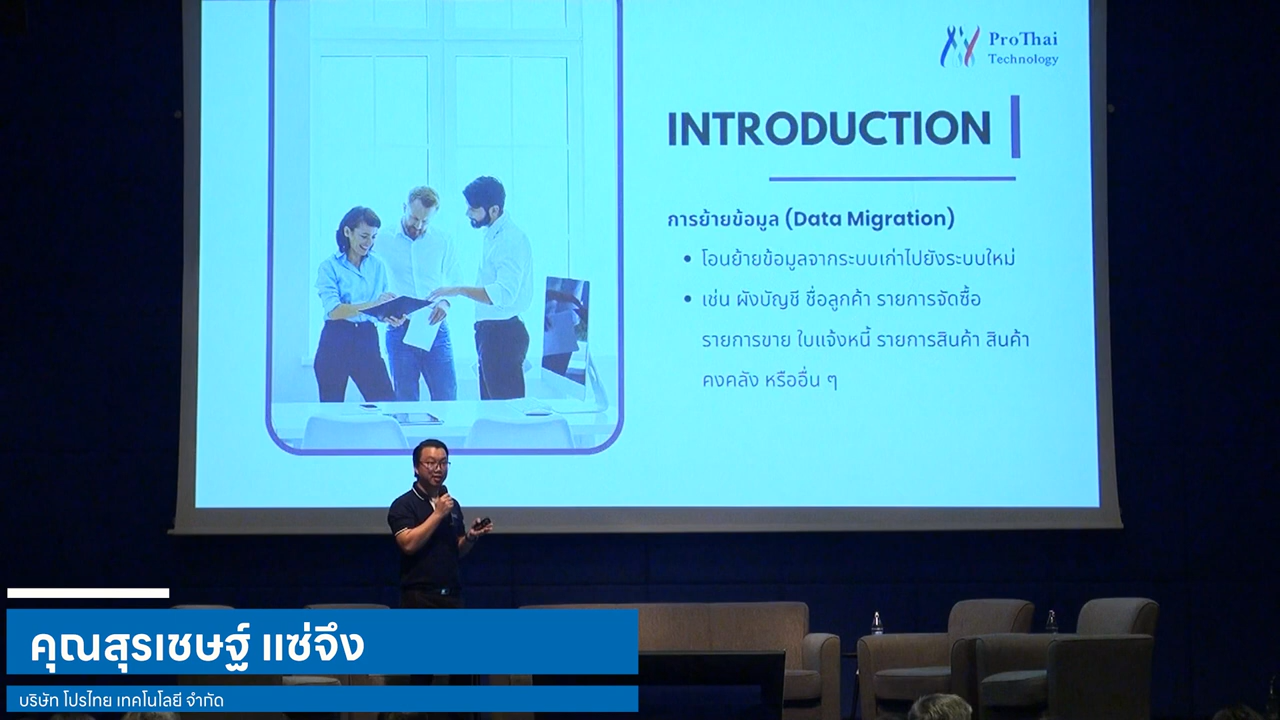 ProThai
Technology
INTRODUCTION
การย้ายข้อมูล (Data Migration)
• โอนย้ายข้อมูลจากระบบเก่าไปยังระบบใหม่
• เช่น ผังบัญชี ชื่อลูกค้า รายการจัดซื้อ
รายการขาย ใบแจ้งหนี้ รายการสินค้า สินค้า
คงคลัง หรืออื่น ๆ
คุณสุรเชษฐ์ แซ่จึง
บริษัท โปรไทย เทคโนโลยี จำกัด